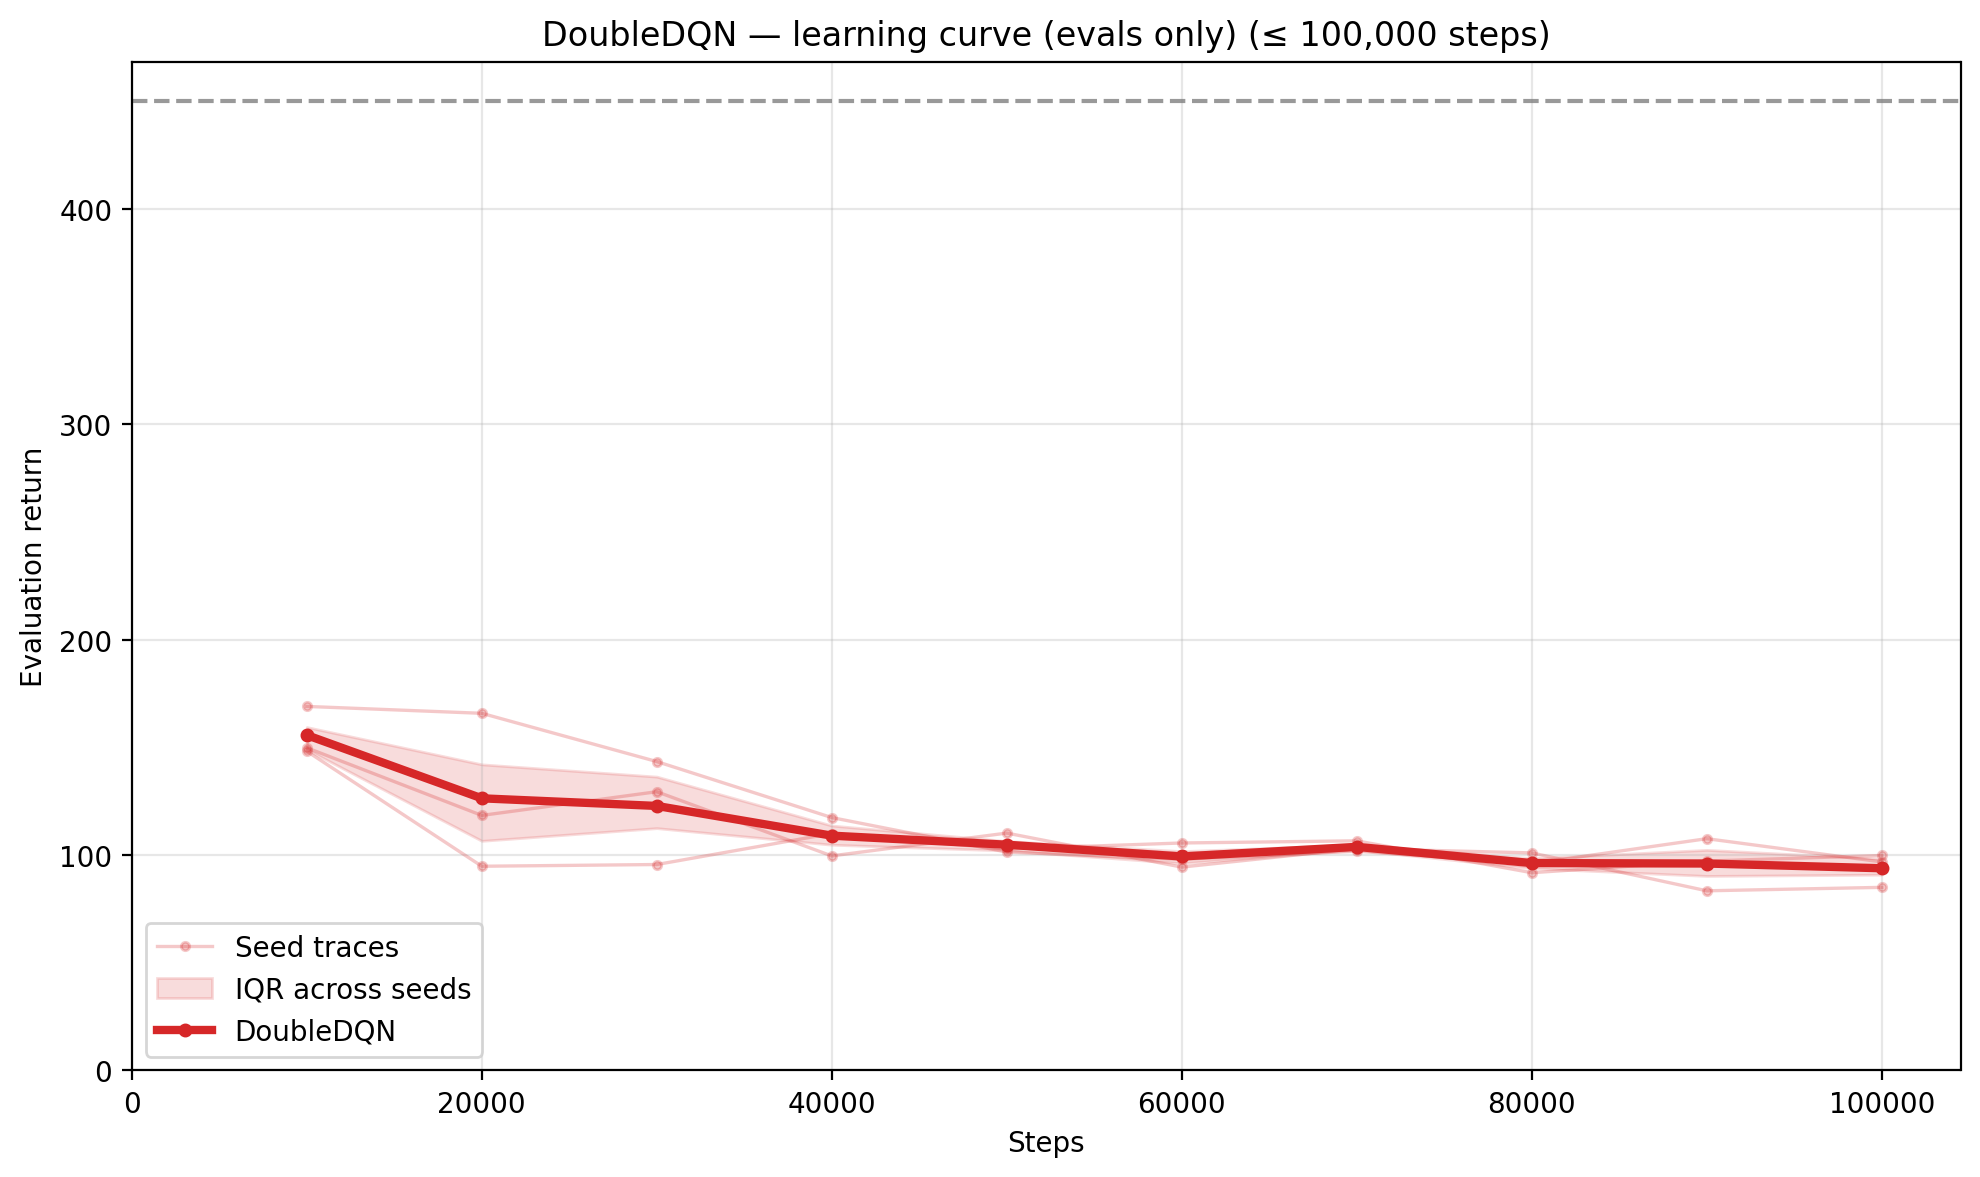 DoubleDQN — learning curve (evals only) (≤ 100,000 steps)
Evaluation return
400
300
200
100
0
Seed traces
IQR across seeds
DoubleDQN
0 20000 40000 60000 80000 100000
Steps